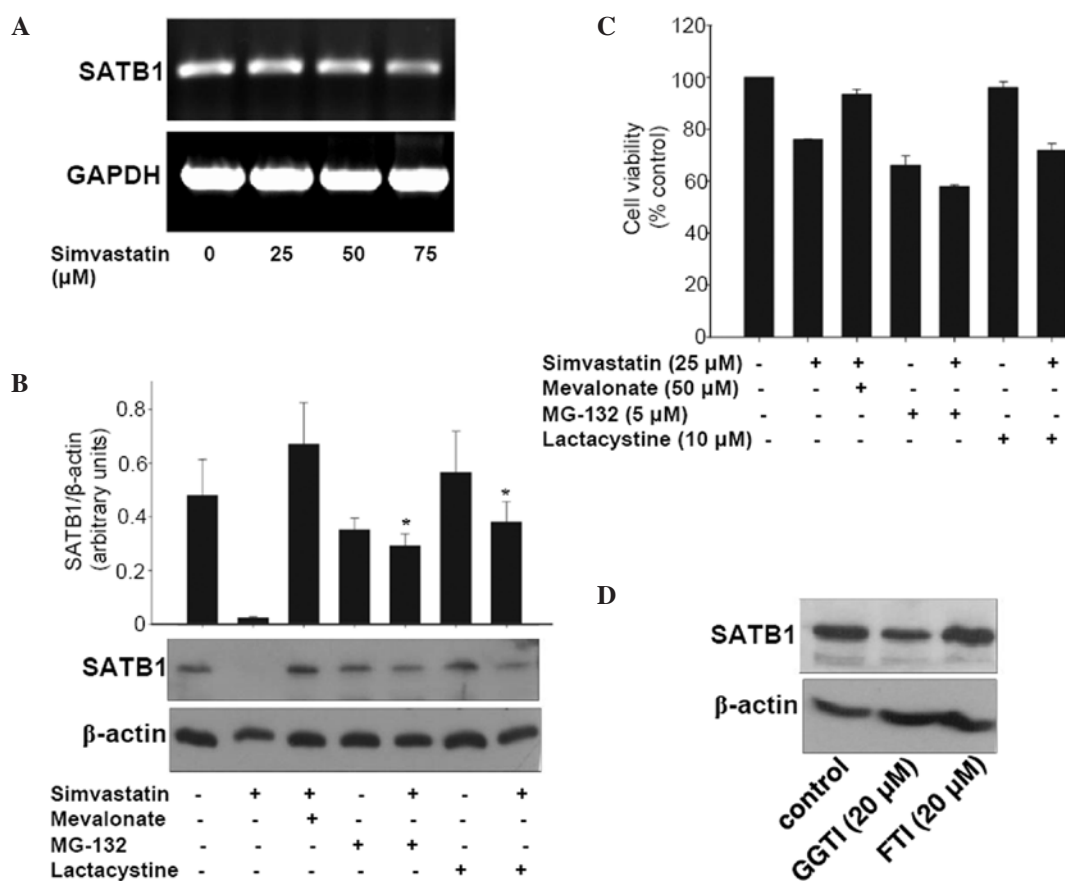 A
SATB1
GAPDH
Simvastatin 0 25 50 75
(µM)
B
SATB1/β-actin
(arbitrary units)
0.8
0.6
0.4
0.2
0
* *
SATB1
β-actin
Simvastatin - + + - + - +
Mevalonate - - + - - - -
MG-132 - - - + + - -
Lactacystine - - - - - + +
C
Cell viability
(% control)
120
100
80
60
40
20
0
Simvastatin (25 µM) - + + - + - +
Mevalonate (50 µM) - - + - - - -
MG-132 (5 µM) - - - + + - -
Lactacystine (10 µM) - - - - - + +
D
SATB1
β-actin
control
GGTI (20 µM)
FTI (20 µM)